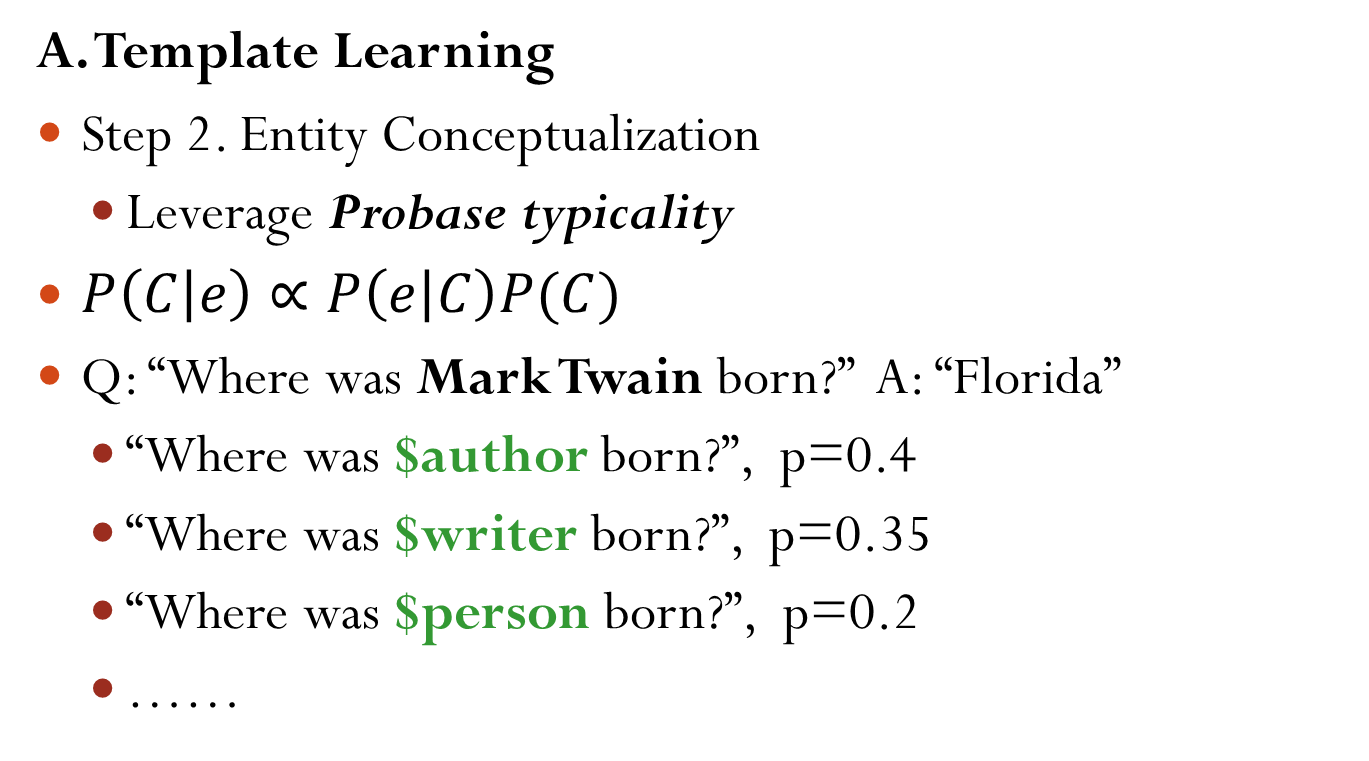 A. Template Learning
• Step 2. Entity Conceptualization
• Leverage Probase typicality
• P(C|e) ∝ P(e|C)P(C)
• Q: “Where was Mark Twain born?” A: “Florida”
• “Where was $author born?”, p=0.4
• “Where was $writer born?”, p=0.35
• “Where was $person born?”, p=0.2
• ......